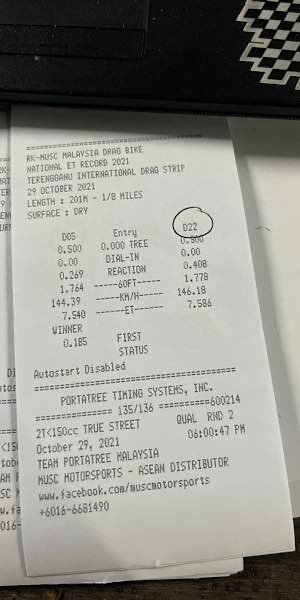 RK-MUSC MALAYSIA DRAG BIKE
NATIONAL ET RECORD 2021
TERENGGANU INTERNATIONAL DRAG STRIP
29 OCTOBER 2021
LENGTH : 201M - 1/8 MILES
SURFACE : DRY
D05 Entry D22
0.500 0.000 TREE 0.500
0.00 DIAL-IN 0.00
0.269 REACTION 0.408
1.764 -----60FT----- 1.778
144.39 -----KM/H----- 146.18
7.540 ------ET------ 7.586
WINNER
0.185 FIRST
STATUS
Autostart Disabled
PORTATREE TIMING SYSTEMS, INC.
=============== 135/136 ==========600214
2T<150cc TRUE STREET QUAL RND 2
October 29, 2021 06:00:47 PM
TEAM PORTATREE MALAYSIA
MUSC MOTORSPORTS - ASEAN DISTRIBUTOR
www.facebook.com/muscmotorsports
+6016-6681490